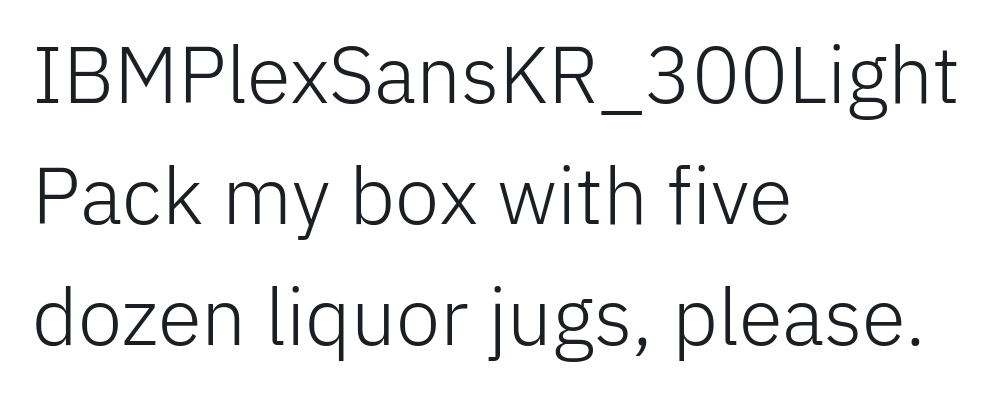 IBMPlexSansKR_300Light
Pack my box with five
dozen liquor jugs, please.